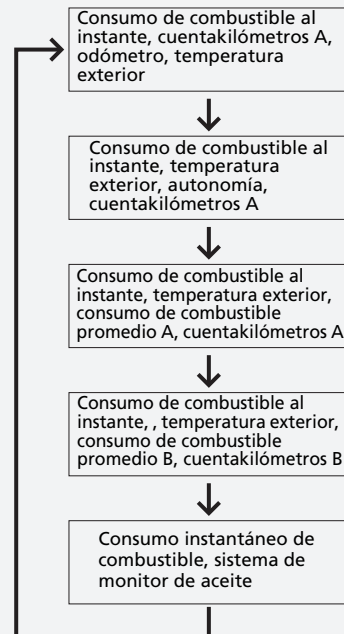 Consumo de combustible al
instante, cuentakilómetros A,
odómetro, temperatura
exterior
Consumo de combustible al
instante, temperatura
exterior, autonomía,
cuentakilómetros A
Consumo de combustible al
instante, temperatura exterior,
consumo de combustible
promedio A, cuentakilómetros A
Consumo de combustible al
instante, , temperatura exterior,
consumo de combustible
promedio B, cuentakilómetros B
Consumo instantáneo de
combustible, sistema de
monitor de aceite